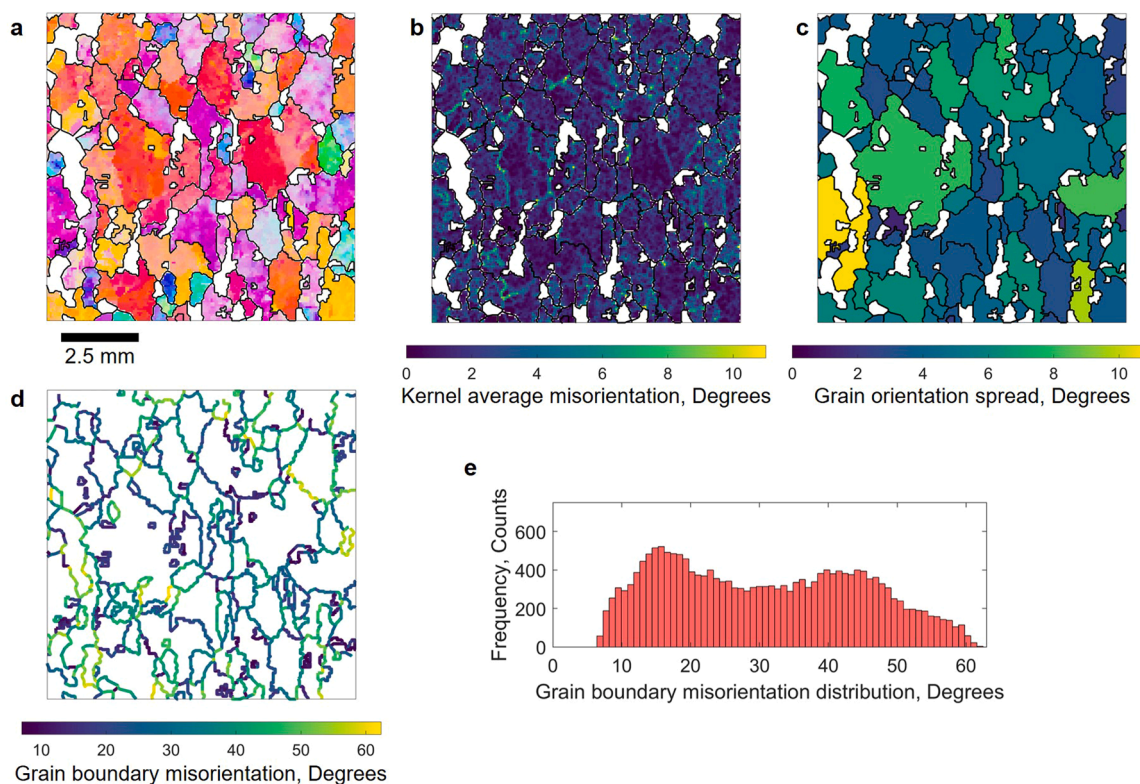 a
b
c
2.5 mm
0 2 4 6 8 10
Kernel average misorientation, Degrees
0 2 4 6 8 10
Grain orientation spread, Degrees
d
10 20 30 40 50 60
Grain boundary misorientation, Degrees
e
Frequency, Counts
600
400
200
0
0 10 20 30 40 50 60
Grain boundary misorientation distribution, Degrees